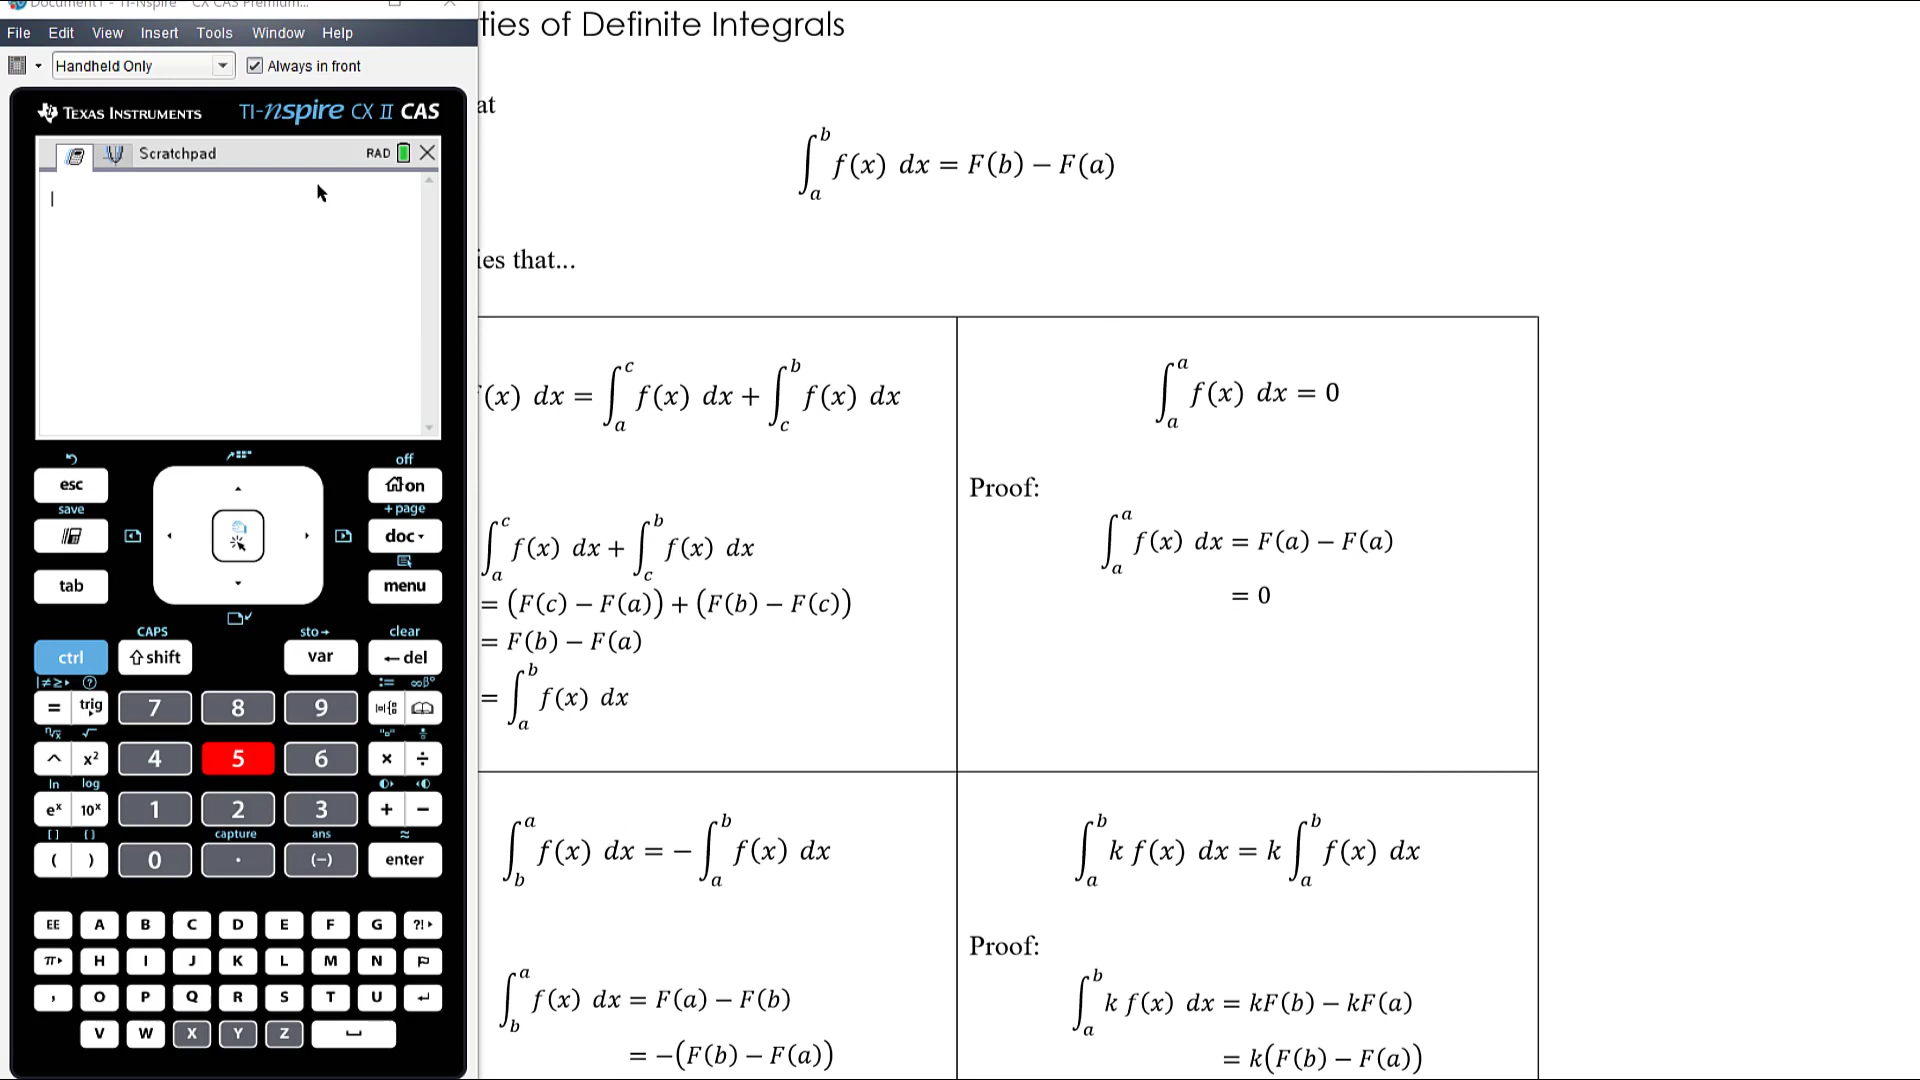 Document1 - TI-Nspire™ CX CAS Premium...
File Edit View Insert Tools Window Help
Handheld Only
Always in front
TEXAS INSTRUMENTS TI-nspire CX II CAS
Scratchpad RAD
off
esc on
save + page
doc
tab menu
CAPS sto→ clear
ctrl ⇧shift var ←del
|≠≥▸ ? := ∞β°
= trig 7 8 9
ⁿ√x √
^ x² 4 5 6 × ÷
ln log
eˣ 10ˣ 1 2 3 + −
[ ] { } capture ans ≈
( ) 0 . (−) enter
EE A B C D E F G ?!▸
π▸ H I J K L M N
, O P Q R S T U ↵
V W X Y Z
ties of Definite Integrals
at
∫_a^b f(x) dx = F(b) − F(a)
ies that...
(x) dx = ∫_a^c f(x) dx + ∫_c^b f(x) dx
∫_a^c f(x) dx + ∫_c^b f(x) dx
= (F(c) − F(a)) + (F(b) − F(c))
= F(b) − F(a)
= ∫_a^b f(x) dx
∫_a^a f(x) dx = 0
Proof:
∫_a^a f(x) dx = F(a) − F(a)
= 0
∫_b^a f(x) dx = − ∫_a^b f(x) dx
∫_b^a f(x) dx = F(a) − F(b)
= −(F(b) − F(a))
∫_a^b k f(x) dx = k ∫_a^b f(x) dx
Proof:
∫_a^b k f(x) dx = kF(b) − kF(a)
= k(F(b) − F(a))